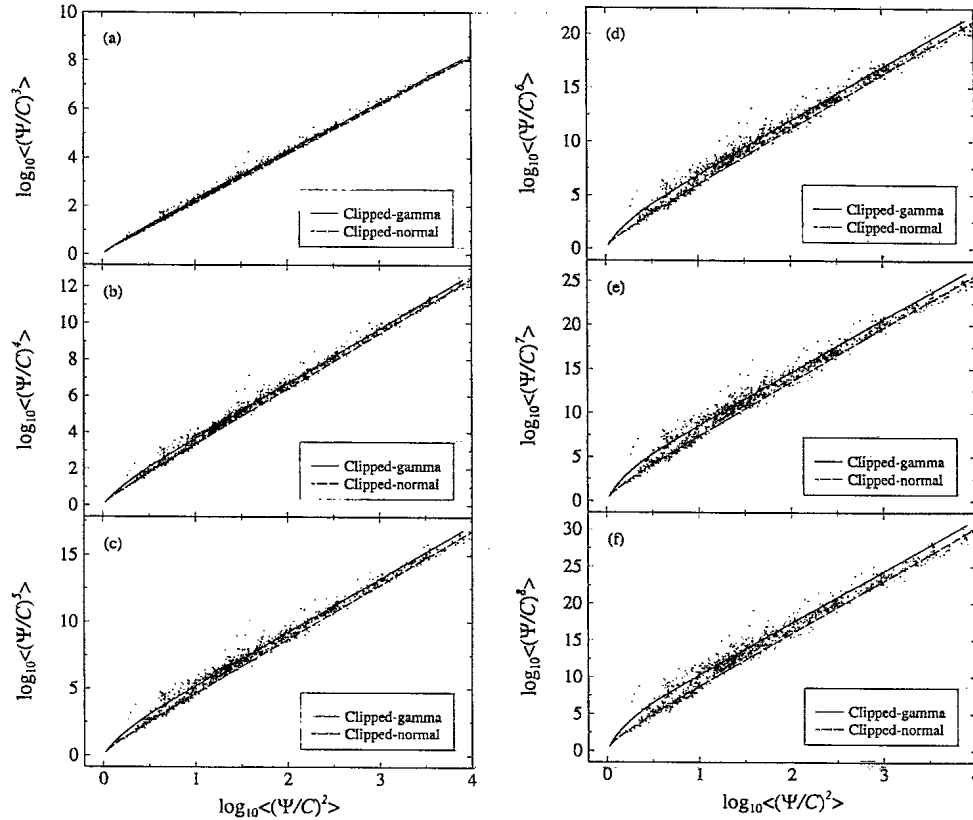 (a)
10
8
6
4
2
0
log₁₀<(Ψ/C)³>
Clipped-gamma
Clipped-normal
(b)
12
10
8
6
4
2
0
log₁₀<(Ψ/C)⁴>
Clipped-gamma
Clipped-normal
(c)
15
10
5
0
log₁₀<(Ψ/C)⁵>
Clipped-gamma
Clipped-normal
0 1 2 3 4
log₁₀<(Ψ/C)²>
(d)
20
15
10
5
0
log₁₀<(Ψ/C)⁶>
Clipped-gamma
Clipped-normal
(e)
25
20
15
10
5
0
log₁₀<(Ψ/C)⁷>
Clipped-gamma
Clipped-normal
(f)
30
25
20
15
10
5
0
log₁₀<(Ψ/C)⁸>
Clipped-gamma
Clipped-normal
0 1 2 3 4
log₁₀<(Ψ/C)²>